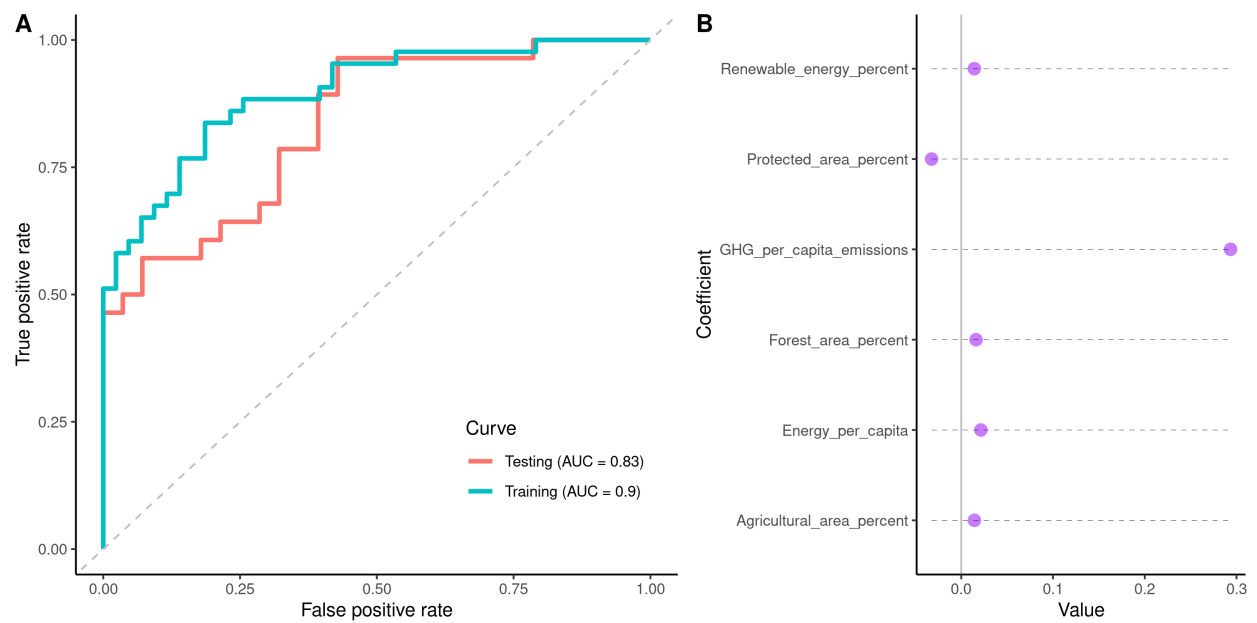 A
1.00
0.75
0.50
0.25
0.00
True positive rate
0.00 0.25 0.50 0.75 1.00
False positive rate
Curve
Testing (AUC = 0.83)
Training (AUC = 0.9)
B
Coefficient
Renewable_energy_percent
Protected_area_percent
GHG_per_capita_emissions
Forest_area_percent
Energy_per_capita
Agricultural_area_percent
0.0 0.1 0.2 0.3
Value